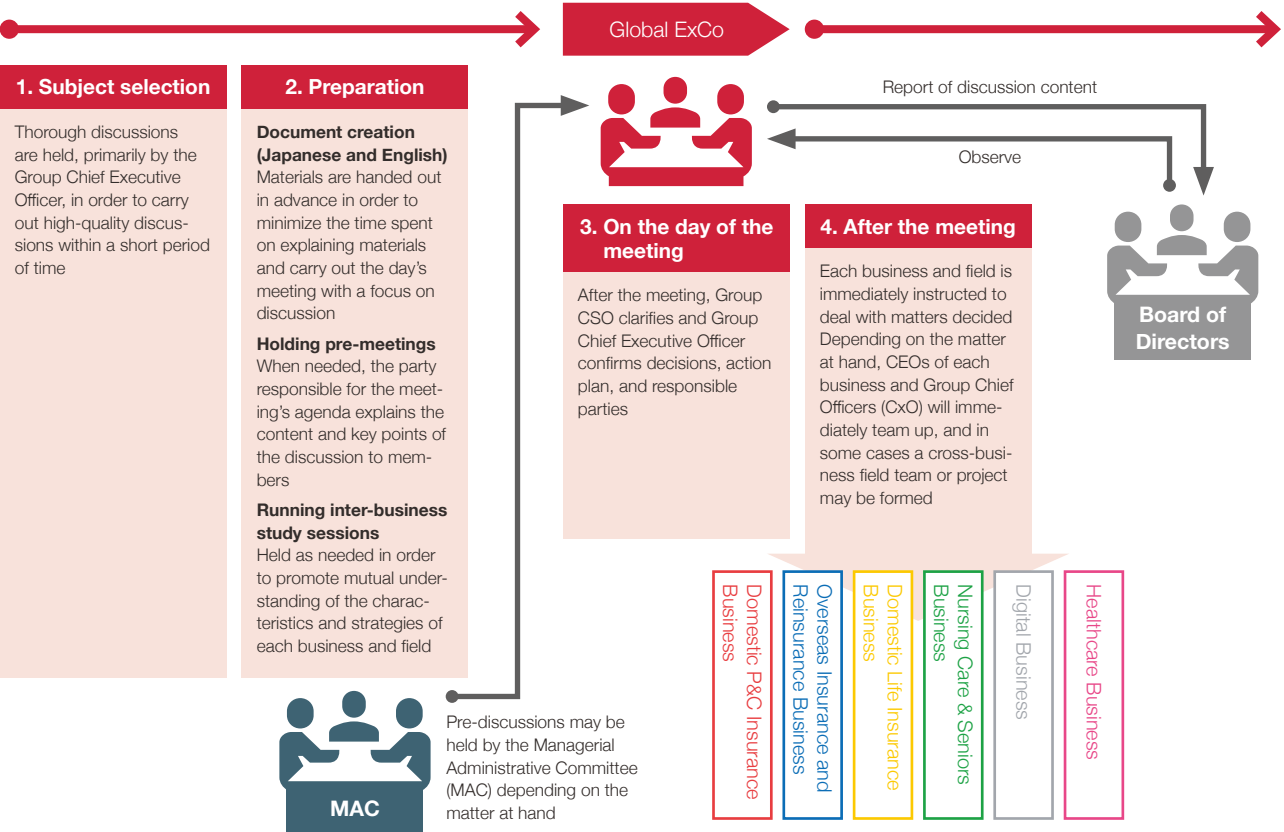 Global ExCo
1. Subject selection
Thorough discussions
are held, primarily by the
Group Chief Executive
Officer, in order to carry
out high-quality discus-
sions within a short period
of time
2. Preparation
Document creation
(Japanese and English)
Materials are handed out
in advance in order to
minimize the time spent
on explaining materials
and carry out the day's
meeting with a focus on
discussion
Holding pre-meetings
When needed, the party
responsible for the meet-
ing's agenda explains the
content and key points of
the discussion to mem-
bers
Running inter-business
study sessions
Held as needed in order
to promote mutual under-
standing of the charac-
teristics and strategies of
each business and field
MAC
Pre-discussions may be
held by the Managerial
Administrative Committee
(MAC) depending on the
matter at hand
Report of discussion content
Observe
Board of
Directors
3. On the day of the
meeting
After the meeting, Group
CSO clarifies and Group
Chief Executive Officer
confirms decisions, action
plan, and responsible
parties
4. After the meeting
Each business and field is
immediately instructed to
deal with matters decided
Depending on the matter
at hand, CEOs of each
business and Group Chief
Officers (CxO) will imme-
diately team up, and in
some cases a cross-busi-
ness field team or project
may be formed
Domestic P&C Insurance
Business
Overseas Insurance and
Reinsurance Business
Domestic Life Insurance
Business
Nursing Care & Seniors
Business
Digital Business
Healthcare Business